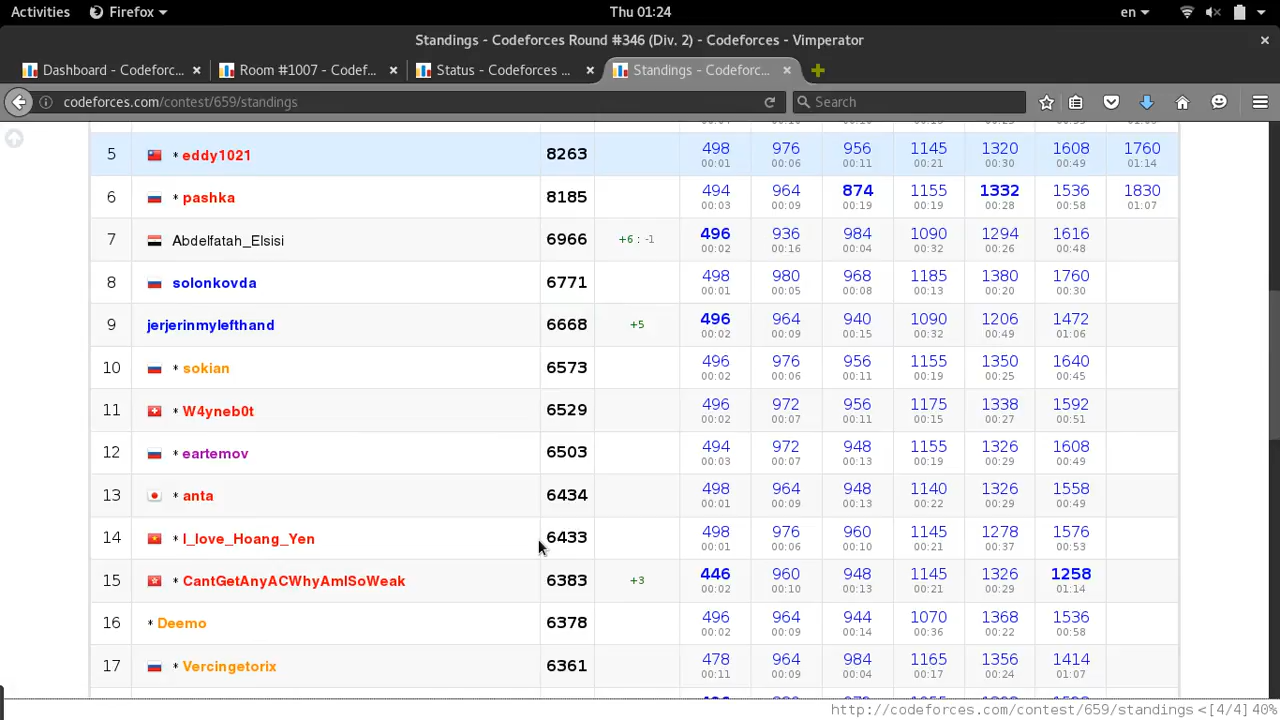 Activities Firefox Thu 01:24 en
Standings - Codeforces Round #346 (Div. 2) - Codeforces - Vimperator
Dashboard - Codeforc... Room #1007 - Codef... Status - Codeforces ... Standings - Codeforc...
codeforces.com/contest/659/standings Search
5 * eddy1021 8263 498 976 956 1145 1320 1608 1760
00:01 00:06 00:11 00:21 00:30 00:49 01:14
6 * pashka 8185 494 964 874 1155 1332 1536 1830
00:03 00:09 00:19 00:19 00:28 00:58 01:07
7 Abdelfatah_Elsisi 6966 +6 : -1 496 936 984 1090 1294 1616
00:02 00:16 00:04 00:32 00:26 00:48
8 solonkovda 6771 498 980 968 1185 1380 1760
00:01 00:05 00:08 00:13 00:20 00:30
9 jerjerinmylefthand 6668 +5 496 964 940 1090 1206 1472
00:02 00:09 00:15 00:32 00:49 01:06
10 * sokian 6573 496 976 956 1155 1350 1640
00:02 00:06 00:11 00:19 00:25 00:45
11 * W4yneb0t 6529 496 972 956 1175 1338 1592
00:02 00:07 00:11 00:15 00:27 00:51
12 * eartemov 6503 494 972 948 1155 1326 1608
00:03 00:07 00:13 00:19 00:29 00:49
13 * anta 6434 498 964 948 1140 1326 1558
00:01 00:09 00:13 00:22 00:29 00:49
14 * I_love_Hoang_Yen 6433 498 976 960 1145 1278 1576
00:01 00:06 00:10 00:21 00:37 00:53
15 * CantGetAnyACWhyAmISoWeak 6383 +3 446 960 948 1145 1326 1258
00:02 00:10 00:13 00:21 00:29 01:14
16 * Deemo 6378 496 964 944 1070 1368 1536
00:02 00:09 00:14 00:36 00:22 00:58
17 * Vercingetorix 6361 478 964 984 1165 1356 1414
00:11 00:09 00:04 00:17 00:24 01:07
http://codeforces.com/contest/659/standings <[4/4] 40%